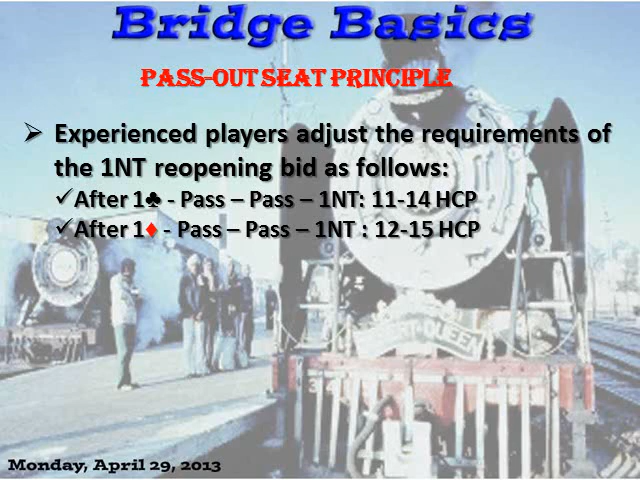 Bridge Basics
PASS-OUT SEAT PRINCIPLE
➢ Experienced players adjust the requirements of
the 1NT reopening bid as follows:
✓After 1♣ - Pass – Pass – 1NT: 11-14 HCP
✓After 1♦ - Pass – Pass – 1NT : 12-15 HCP
QUEEN
Monday, April 29, 2013